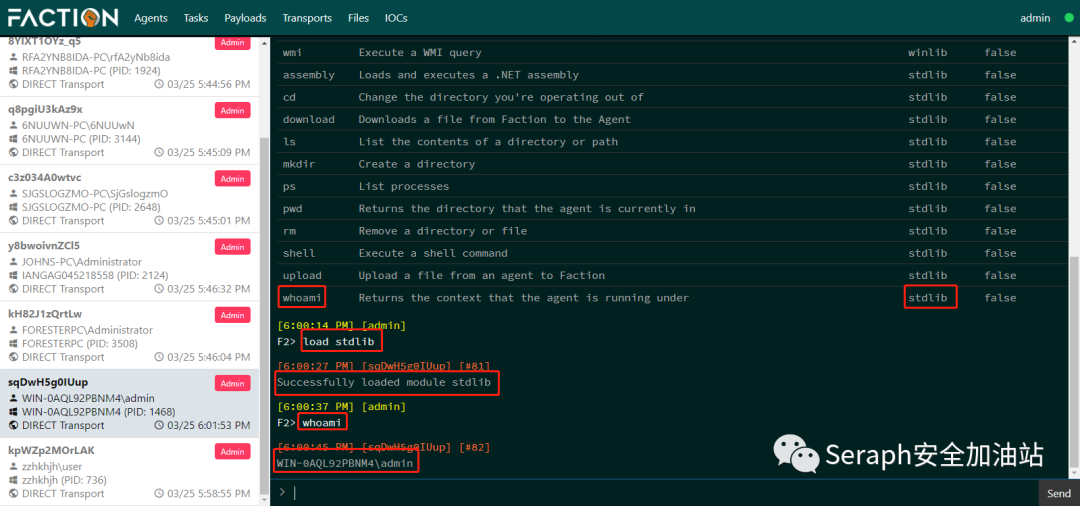 FACTION Agents Tasks Payloads Transports Files IOCs admin
8YIXT1OYz_q5 Admin
RFA2YNB8IDA-PC\rfA2yNb8ida
RFA2YNB8IDA-PC (PID: 1924)
DIRECT Transport 03/25 5:44:56 PM
q8pgiU3kAz9x Admin
6NUUWN-PC\6NUUwN
6NUUWN-PC (PID: 3144)
DIRECT Transport 03/25 5:45:09 PM
c3z034A0wtvc Admin
SJGSLOGZMO-PC\SjGslogzmO
SJGSLOGZMO-PC (PID: 2648)
DIRECT Transport 03/25 5:45:01 PM
y8bwoivnZCl5 Admin
JOHNS-PC\Administrator
IANGAG045218558 (PID: 2124)
DIRECT Transport 03/25 5:46:32 PM
kH82J1zQrtLw Admin
FORESTERPC\Administrator
FORESTERPC (PID: 3508)
DIRECT Transport 03/25 5:46:04 PM
sqDwH5g0IUup Admin
WIN-0AQL92PBNM4\admin
WIN-0AQL92PBNM4 (PID: 1468)
DIRECT Transport 03/25 6:01:53 PM
kpWZp2MOrLAK Admin
zzhkhjh\user
zzhkhjh (PID: 736)
DIRECT Transport 03/25 5:58:55 PM
wmi Execute a WMI query winlib false
assembly Loads and executes a .NET assembly stdlib false
cd Change the directory you're operating out of stdlib false
download Downloads a file from Faction to the Agent stdlib false
ls List the contents of a directory or path stdlib false
mkdir Create a directory stdlib false
ps List processes stdlib false
pwd Returns the directory that the agent is currently in stdlib false
rm Remove a directory or file stdlib false
shell Execute a shell command stdlib false
upload Upload a file from an agent to Faction stdlib false
whoami Returns the context that the agent is running under stdlib false
[6:00:14 PM] [admin]
F2> load stdlib
[6:00:27 PM] [sqDwH5g0IUup] [#81]
Successfully loaded module stdlib
[6:00:37 PM] [admin]
F2> whoami
[6:00:45 PM] [sqDwH5g0IUup] [#82]
WIN-0AQL92PBNM4\admin
Seraph安全加油站
> Send